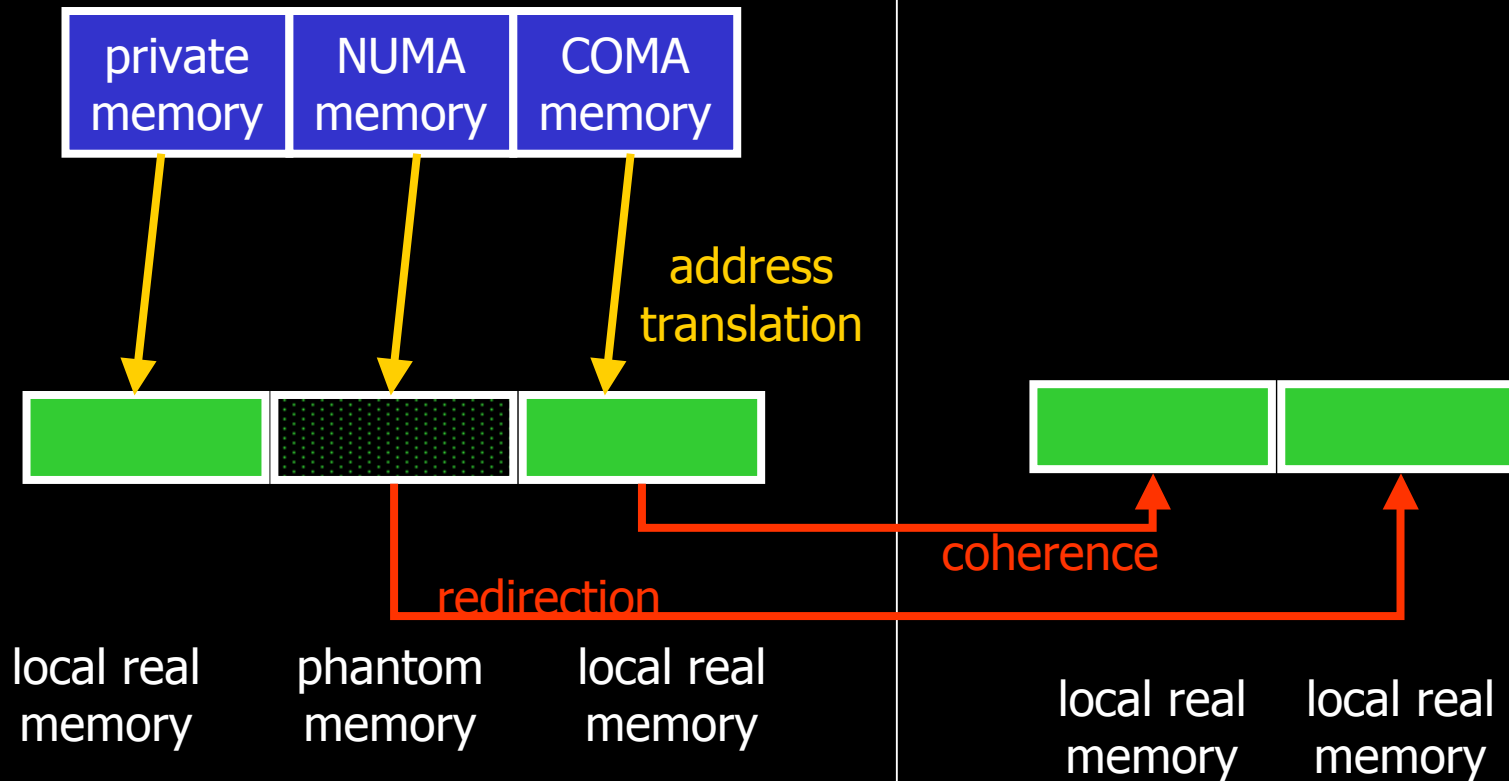 private
memory
NUMA
memory
COMA
memory
address
translation
coherence
redirection
local real
memory
phantom
memory
local real
memory
local real
memory
local real
memory